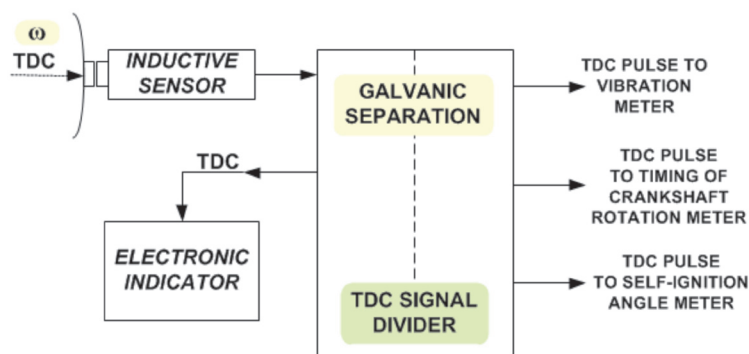 ω
TDC
INDUCTIVE
SENSOR
GALVANIC
SEPARATION
TDC PULSE TO
VIBRATION
METER
TDC
TDC PULSE
TO TIMING OF
CRANKSHAFT
ROTATION METER
ELECTRONIC
INDICATOR
TDC SIGNAL
DIVIDER
TDC PULSE
TO SELF-IGNITION
ANGLE METER